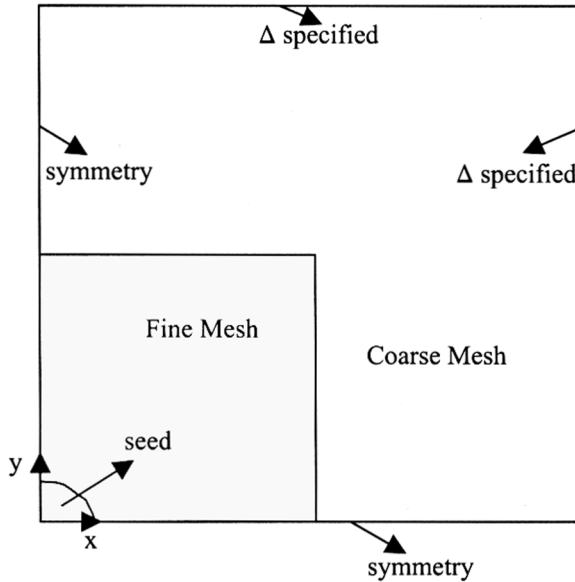 Δ specified
symmetry
Δ specified
Fine Mesh
Coarse Mesh
seed
y
x
symmetry